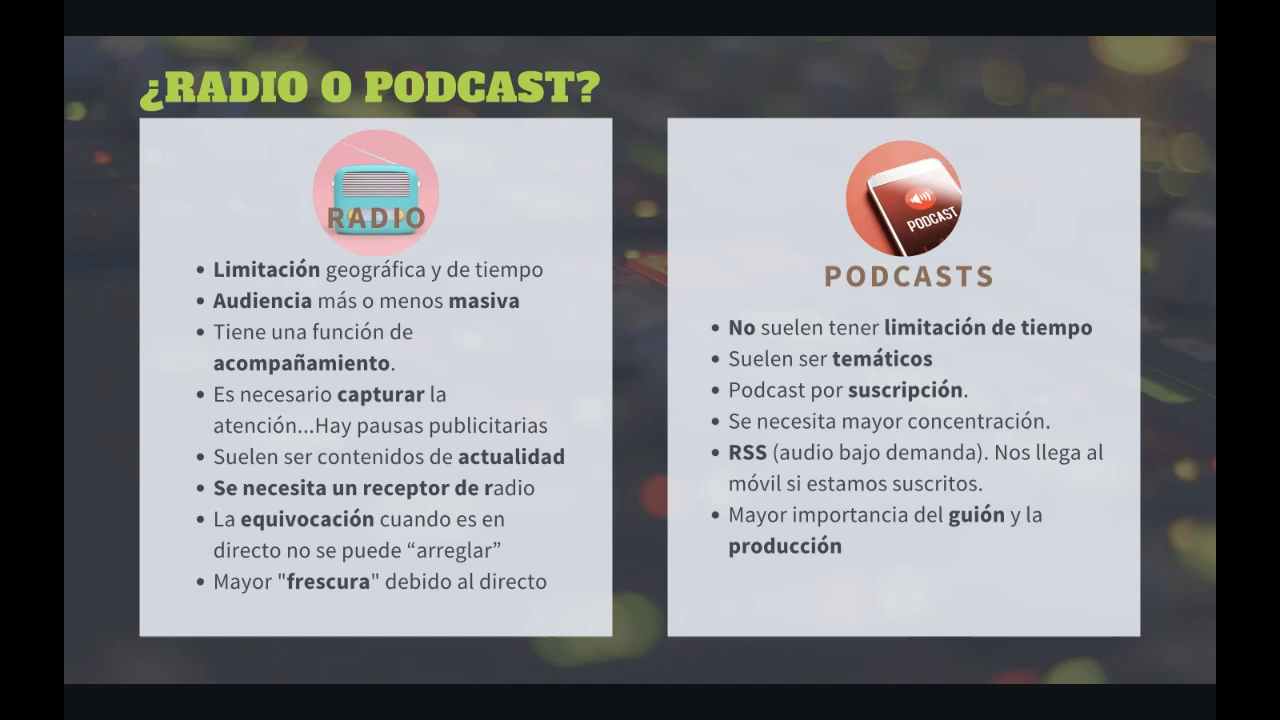 ¿RADIO O PODCAST?
RADIO
• Limitación geográfica y de tiempo
• Audiencia más o menos masiva
• Tiene una función de
acompañamiento.
• Es necesario capturar la
atención...Hay pausas publicitarias
• Suelen ser contenidos de actualidad
• Se necesita un receptor de radio
• La equivocación cuando es en
directo no se puede “arreglar”
• Mayor "frescura" debido al directo
PODCAST
PODCASTS
• No suelen tener limitación de tiempo
• Suelen ser temáticos
• Podcast por suscripción.
• Se necesita mayor concentración.
• RSS (audio bajo demanda). Nos llega al
móvil si estamos suscritos.
• Mayor importancia del guión y la
producción